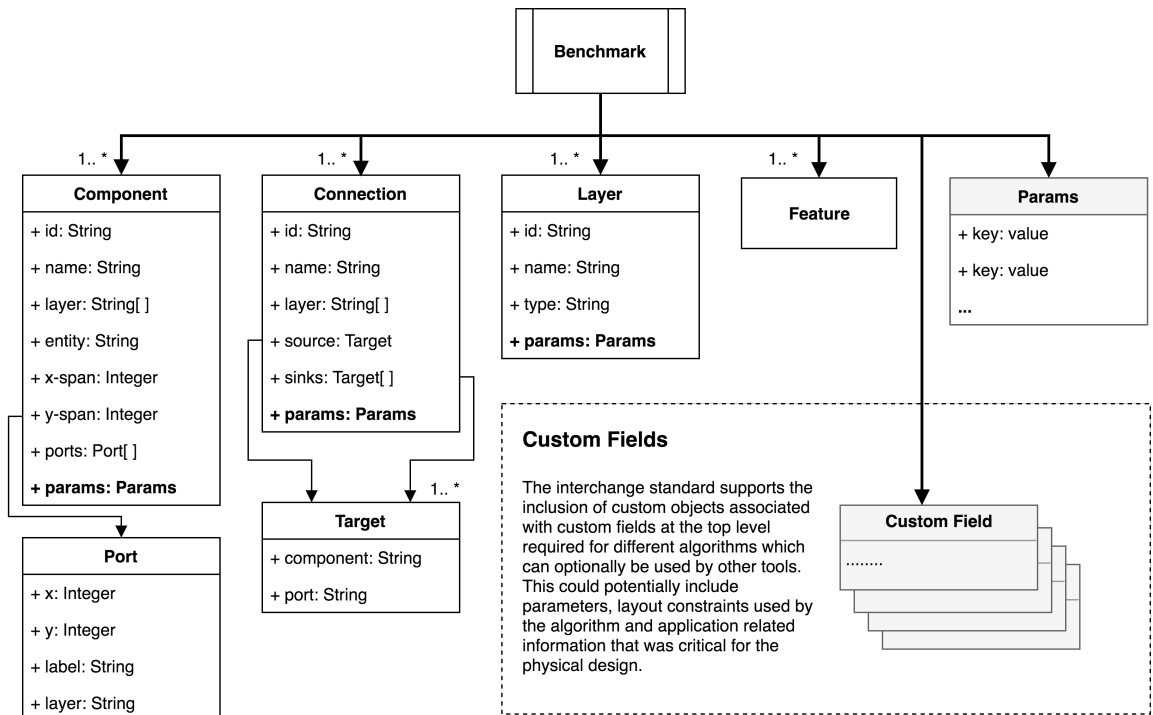 Benchmark
1.. *
Component
+ id: String
+ name: String
+ layer: String[ ]
+ entity: String
+ x-span: Integer
+ y-span: Integer
+ ports: Port[ ]
+ params: Params
Port
+ x: Integer
+ y: Integer
+ label: String
+ layer: String
1.. *
Connection
+ id: String
+ name: String
+ layer: String[ ]
+ source: Target
+ sinks: Target[ ]
+ params: Params
1.. *
Target
+ component: String
+ port: String
1.. *
Layer
+ id: String
+ name: String
+ type: String
+ params: Params
1.. *
Feature
Params
+ key: value
+ key: value
...
Custom Fields
The interchange standard supports the
inclusion of custom objects associated
with custom fields at the top level
required for different algorithms which
can optionally be used by other tools.
This could potentially include
parameters, layout constraints used by
the algorithm and application related
information that was critical for the
physical design.
Custom Field
........